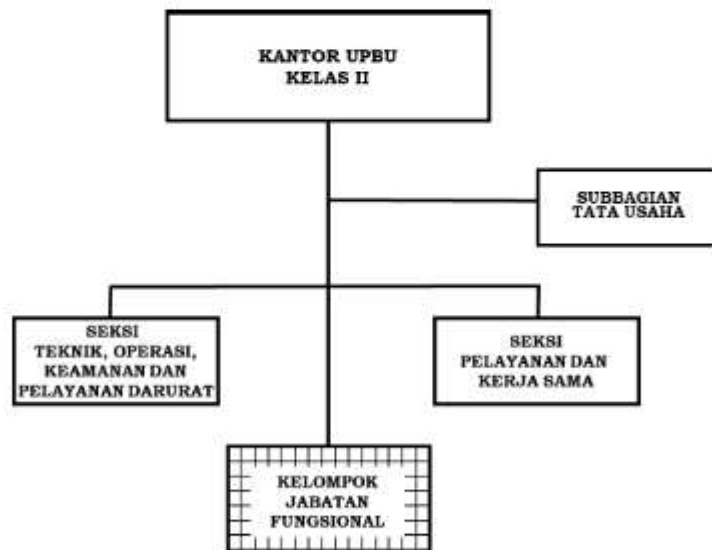 KANTOR UPBU
KELAS II
SUBBAGIAN
TATA USAHA
SEKSI
TEKNIK, OPERASI,
KEAMANAN DAN
PELAYANAN DARURAT
SEKSI
PELAYANAN DAN
KERJA SAMA
KELOMPOK
JABATAN
FUNGSIONAL